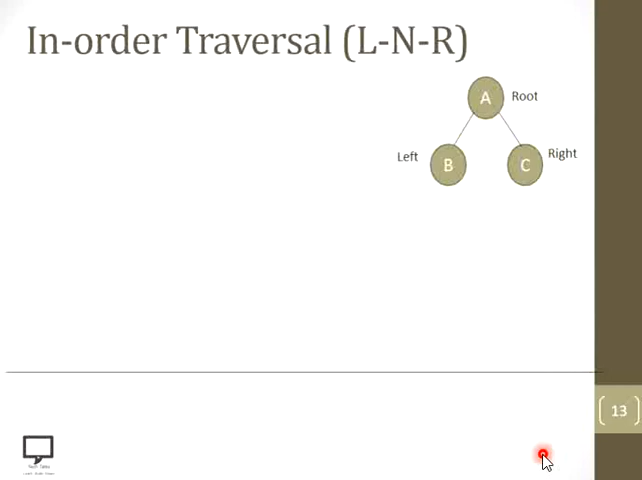 In-order Traversal (L-N-R)
A
Root
Left
B
C
Right
13